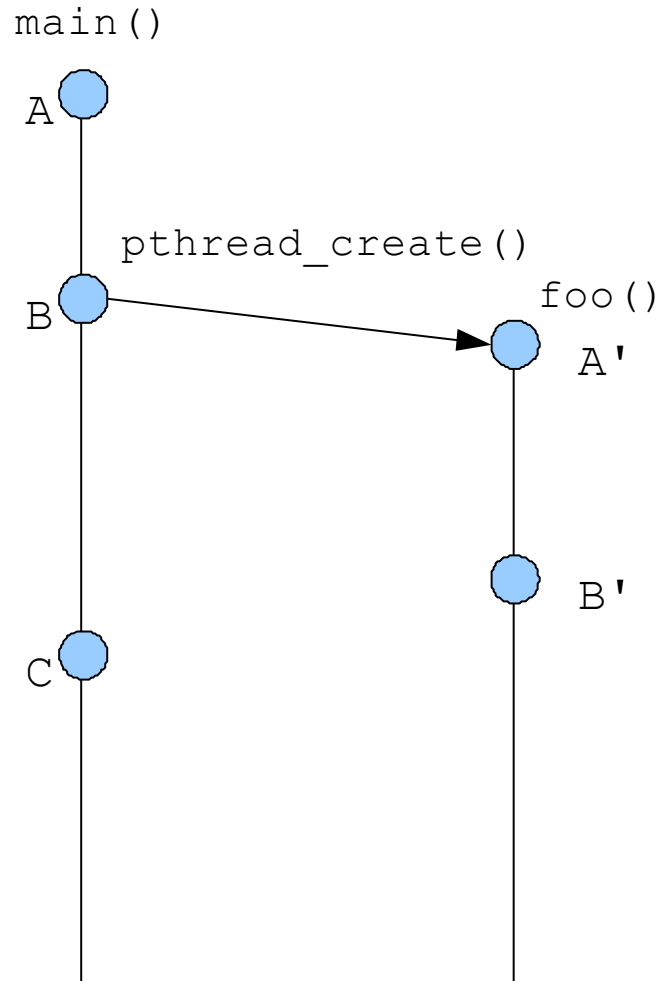 main()
A
pthread_create()
foo()
B
A'
B'
C